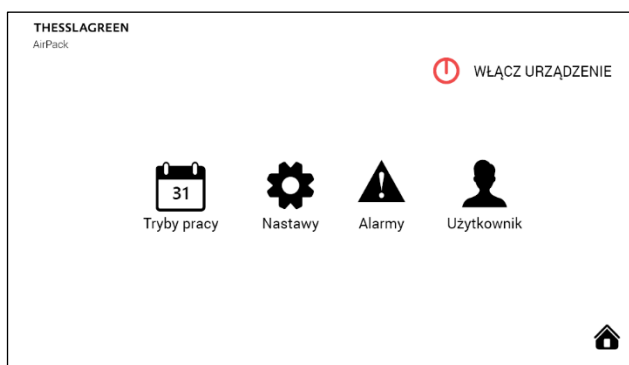 THESSLAGREEN
AirPack
WŁĄCZ URZĄDZENIE
31
Tryby pracy
Nastawy
Alarmy
Użytkownik